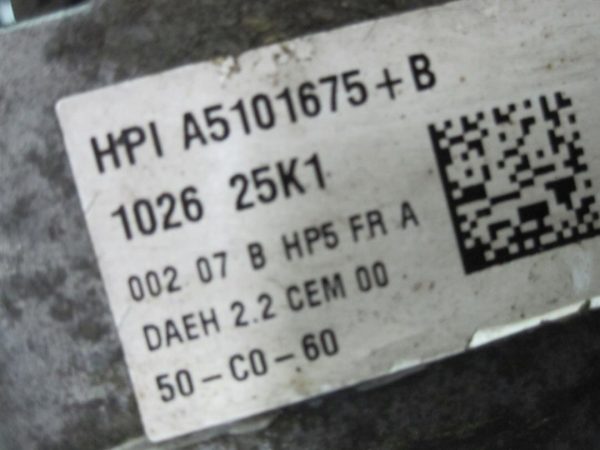 HPI A5101675+B
1026 25K1
002 07 B HP5 FR A
DAEH 2.2 CEM 00
50-C0-60